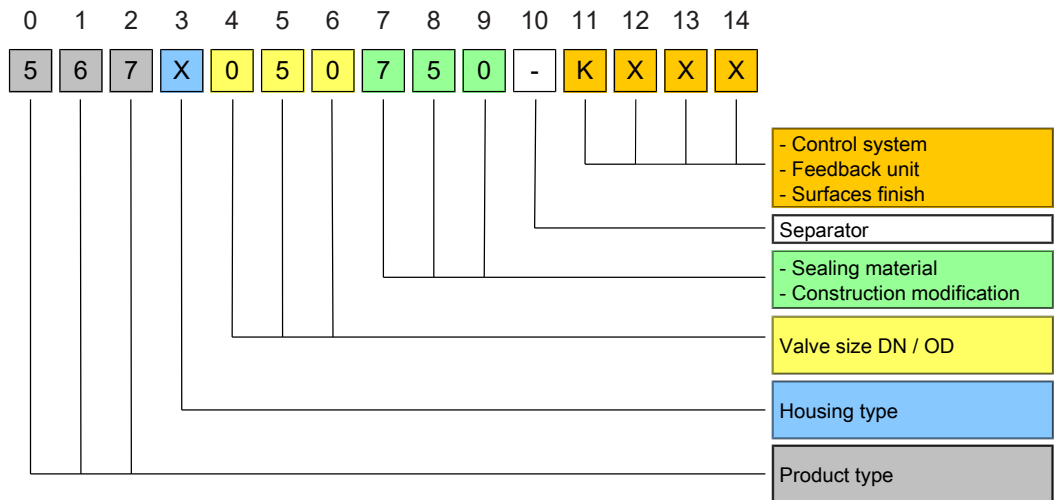 0 1 2 3 4 5 6 7 8 9 10 11 12 13 14
5 6 7 X 0 5 0 7 5 0 - K X X X
- Control system
- Feedback unit
- Surfaces finish
Separator
- Sealing material
- Construction modification
Valve size DN / OD
Housing type
Product type